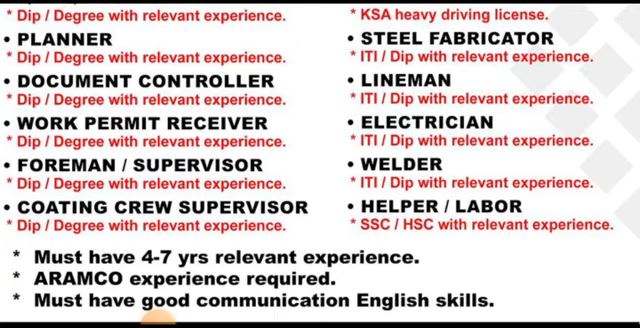 * Dip / Degree with relevant experience.
• PLANNER
* Dip / Degree with relevant experience.
• DOCUMENT CONTROLLER
* Dip / Degree with relevant experience.
• WORK PERMIT RECEIVER
* Dip / Degree with relevant experience.
• FOREMAN / SUPERVISOR
* Dip / Degree with relevant experience.
• COATING CREW SUPERVISOR
* Dip / Degree with relevant experience.
* KSA heavy driving license.
• STEEL FABRICATOR
* ITI / Dip with relevant experience.
• LINEMAN
* ITI / Dip with relevant experience.
• ELECTRICIAN
* ITI / Dip with relevant experience.
• WELDER
* ITI / Dip with relevant experience.
• HELPER / LABOR
* SSC / HSC with relevant experience.
* Must have 4-7 yrs relevant experience.
* ARAMCO experience required.
* Must have good communication English skills.